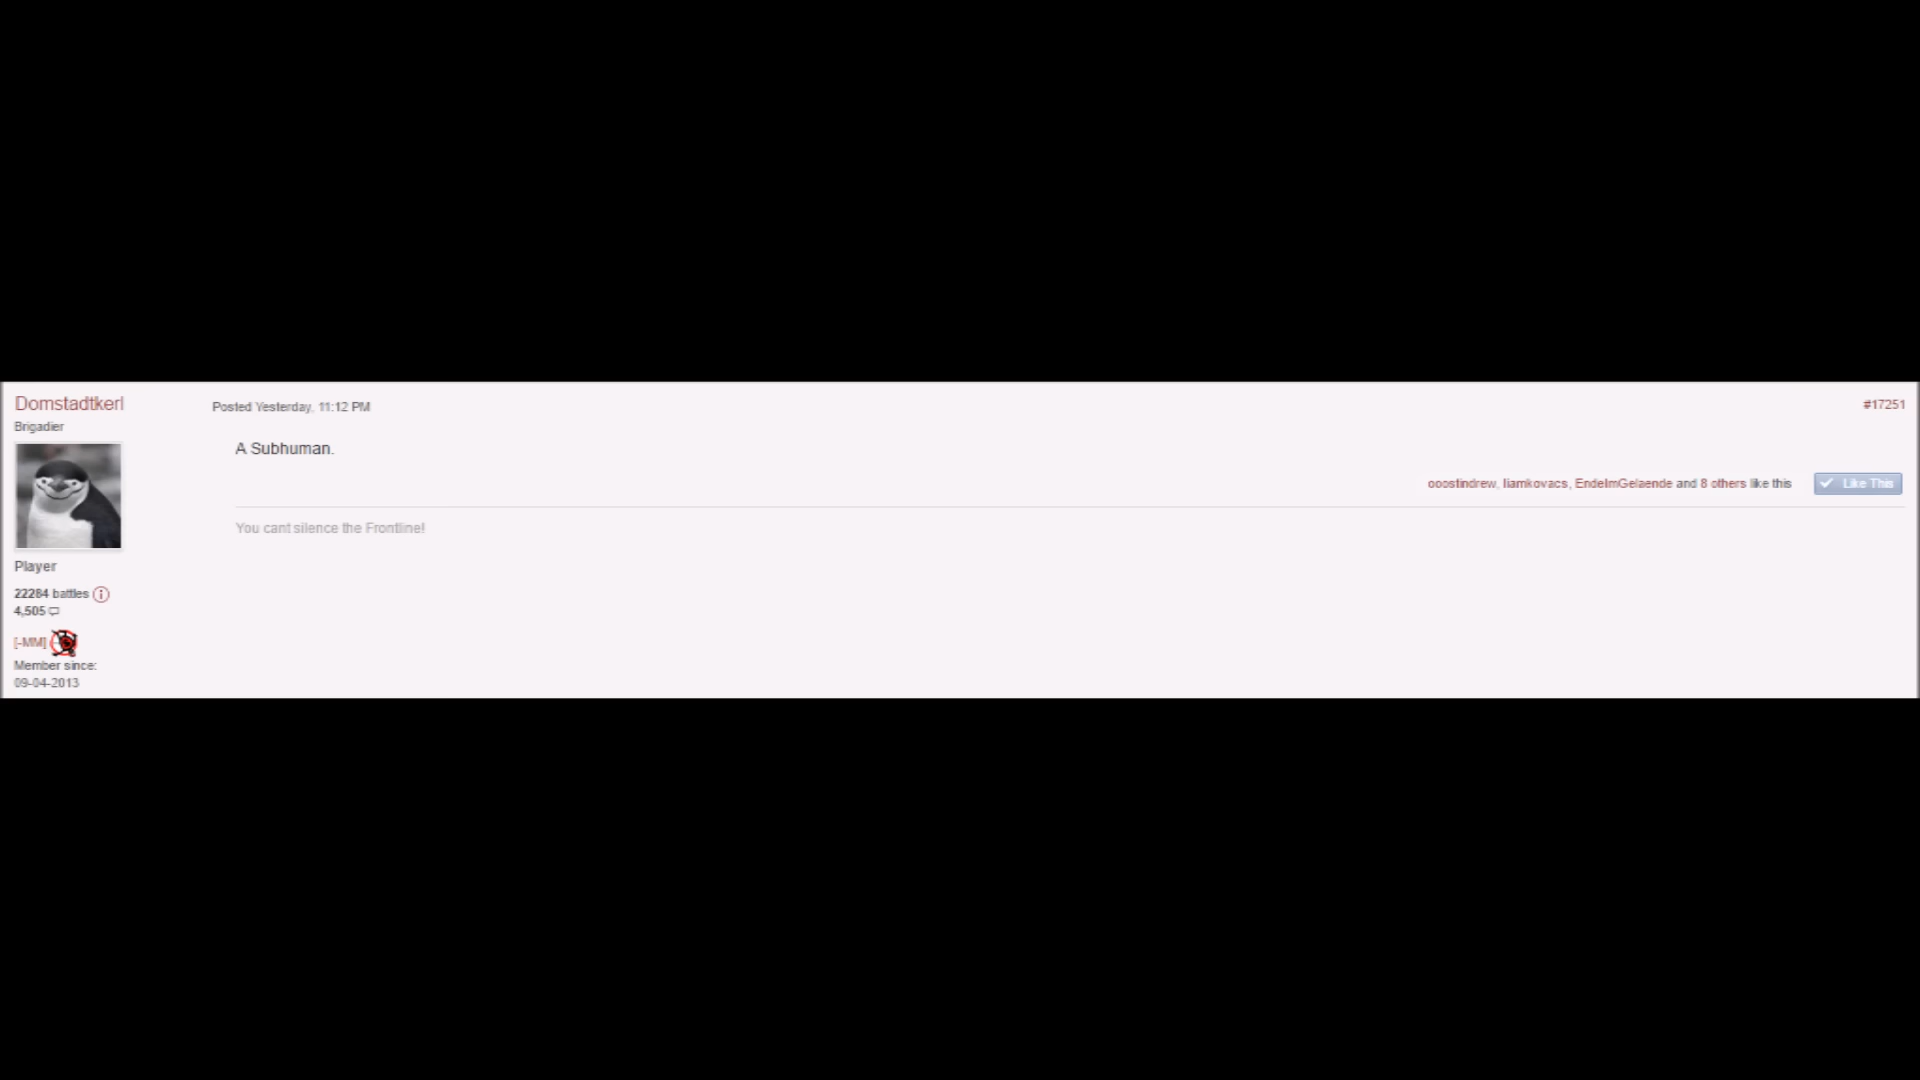 Domstadtkerl
Posted Yesterday, 11:12 PM
#17251
Brigadier
A Subhuman.
ooostindrew, liamkovacs, EndeImGelaende and 8 others like this
Like This
You cant silence the Frontline!
Player
22284 battles
4,505
[-MM]
Member since:
09-04-2013